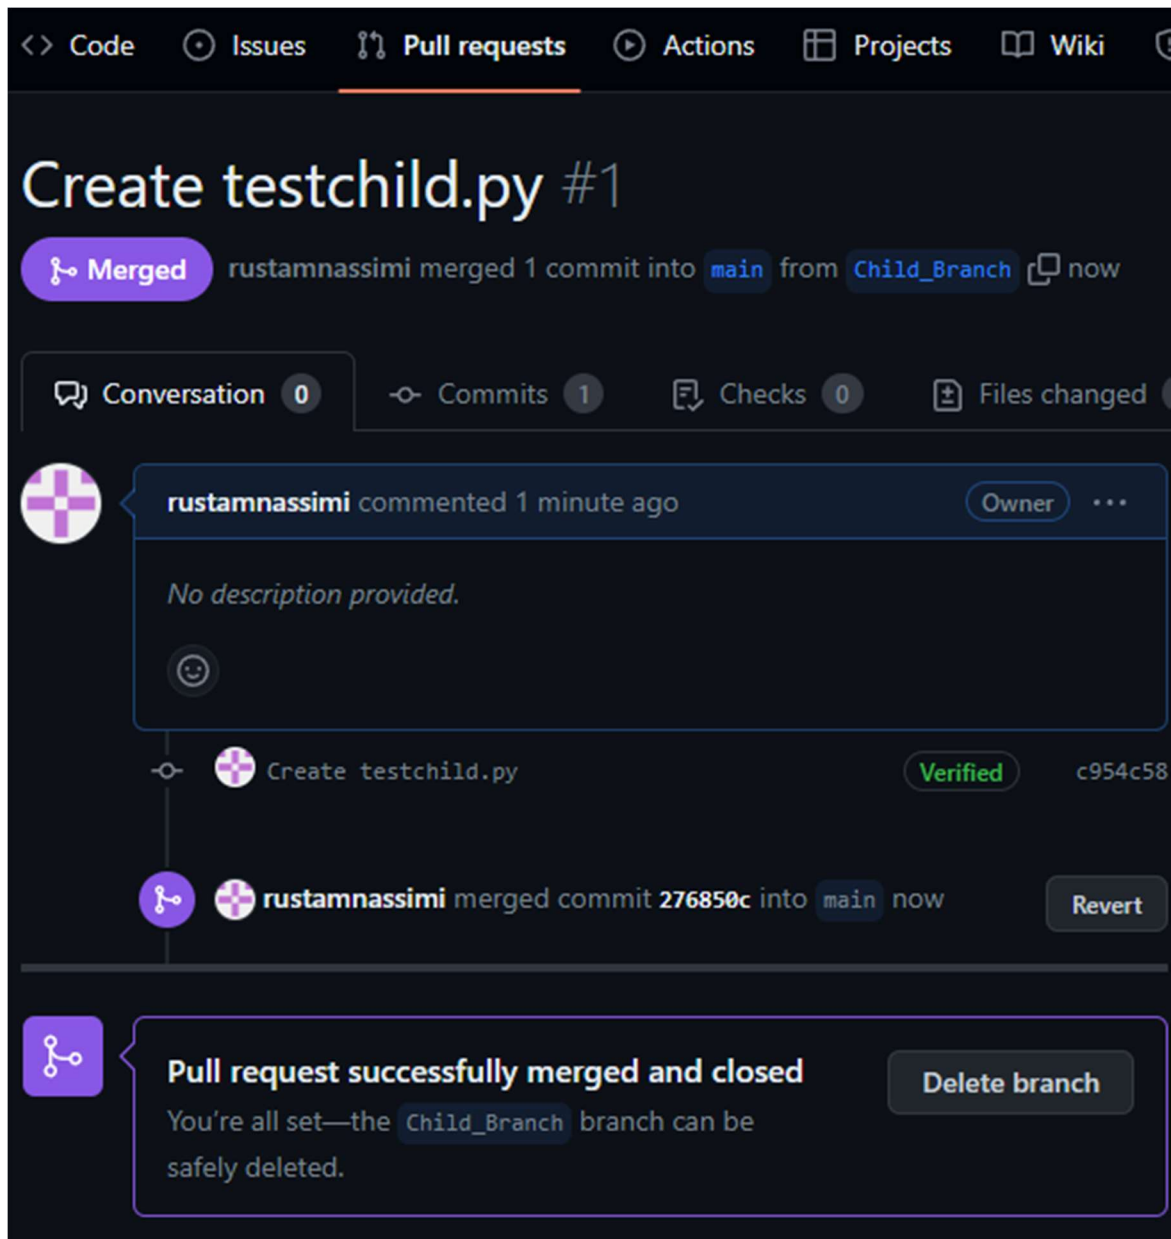 Code Issues Pull requests Actions Projects Wiki
Create testchild.py #1
Merged rustamnassimi merged 1 commit into main from Child_Branch now
Conversation 0 Commits 1 Checks 0 Files changed
rustamnassimi commented 1 minute ago Owner ...
No description provided.
Create testchild.py Verified c954c58
rustamnassimi merged commit 276850c into main now Revert
Pull request successfully merged and closed
Delete branch
You're all set—the Child_Branch branch can be
safely deleted.